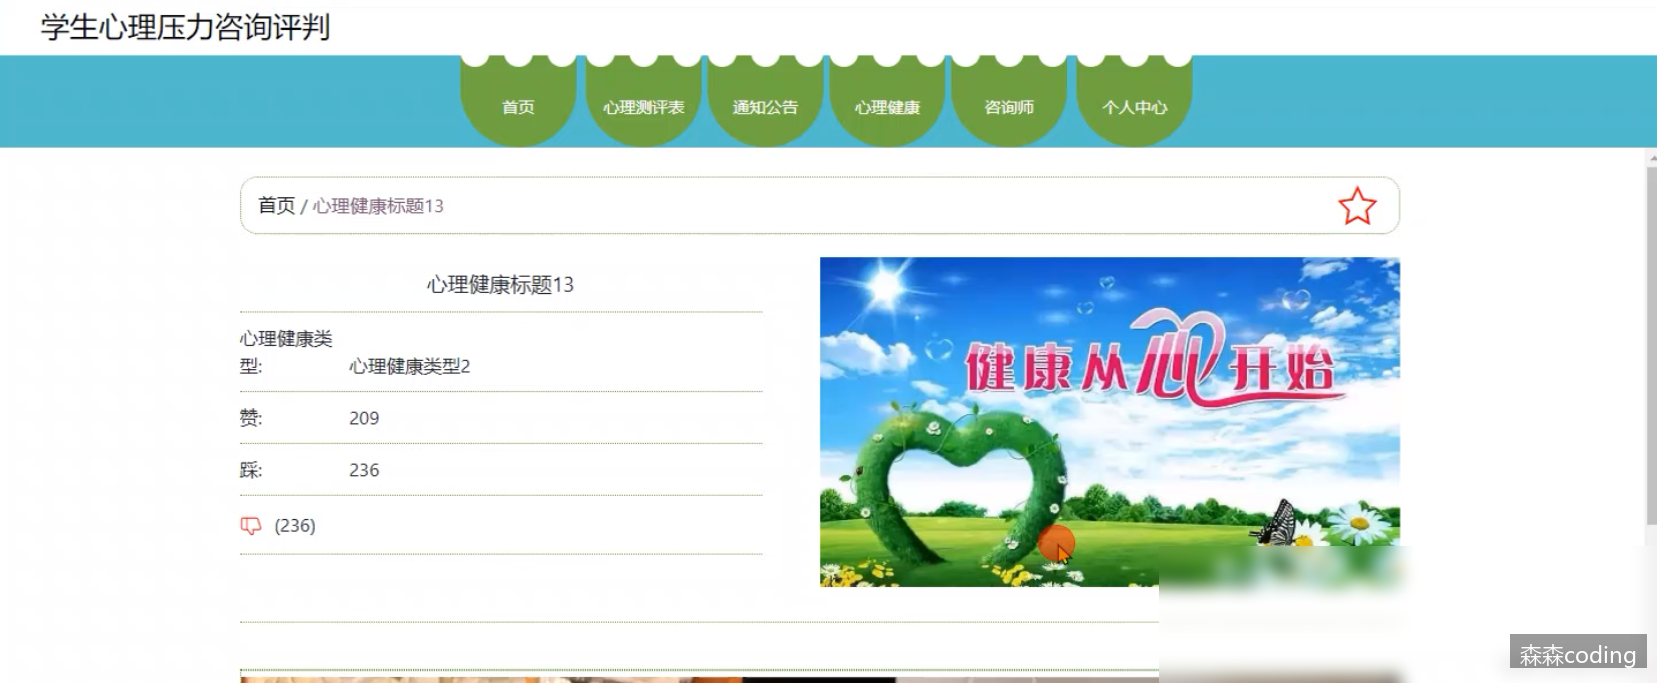 学生心理压力咨询评判
首页
心理测评表
通知公告
心理健康
咨询师
个人中心
首页 / 心理健康标题13
心理健康标题13
健康从心开始
心理健康类
型:
心理健康类型2
赞:
209
踩:
236
(236)
森森coding